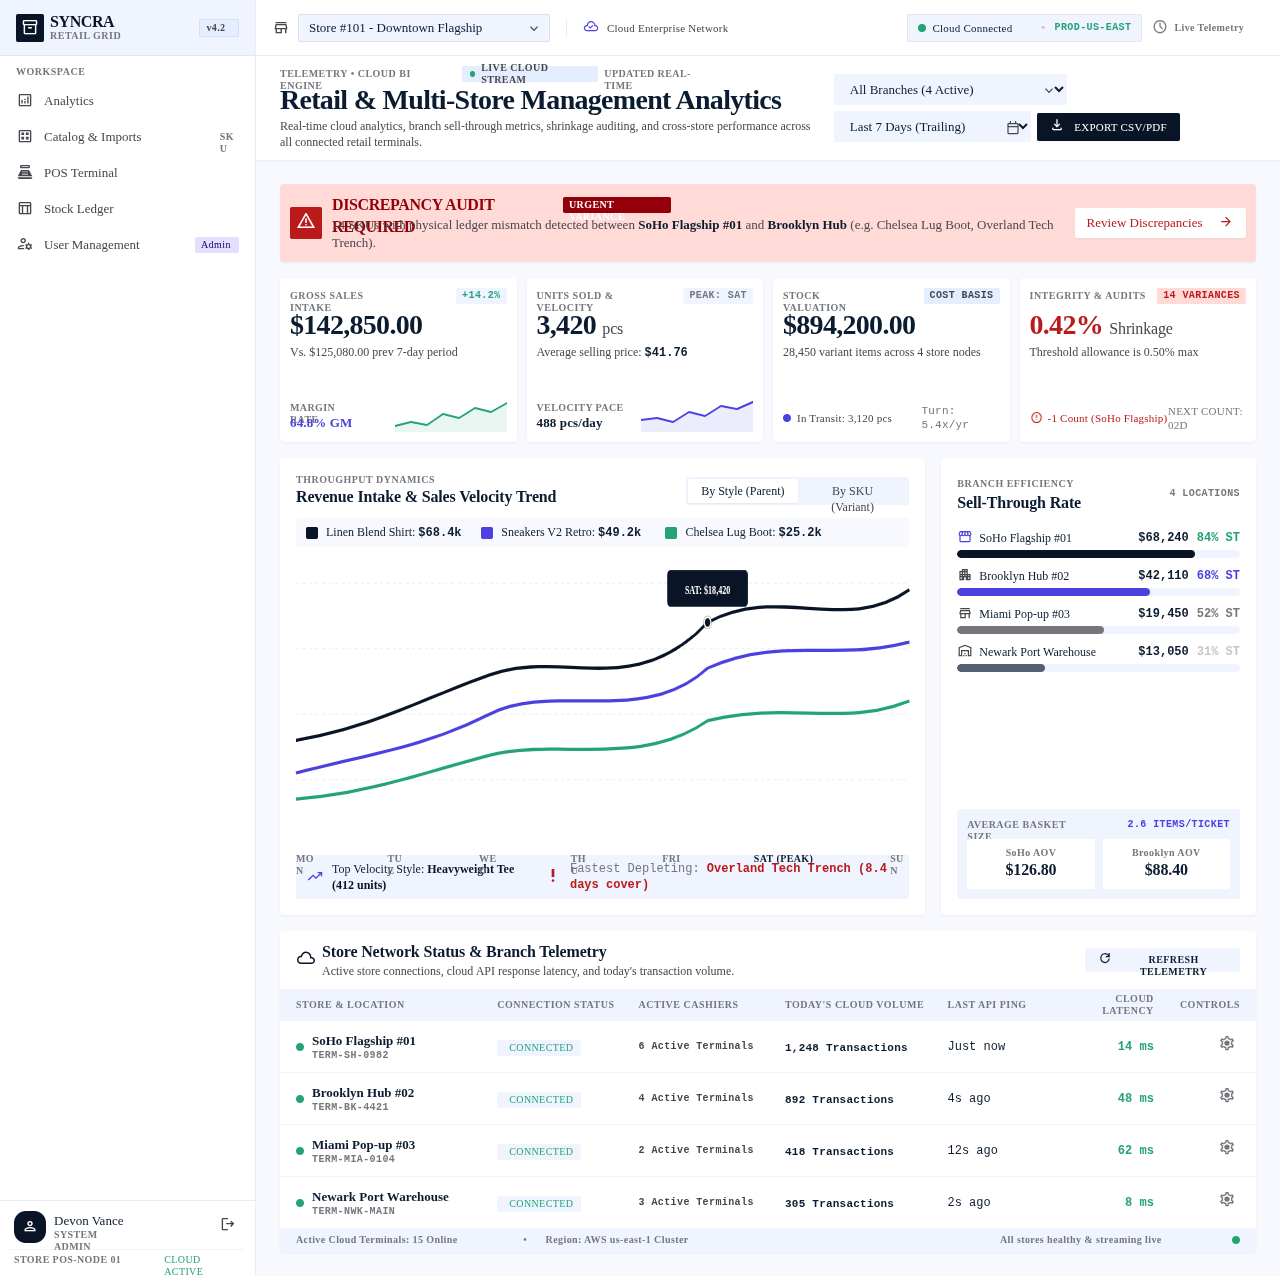 SYNCRA
RETAIL GRID
v4.2
Store #101 - Downtown Flagship
Cloud Enterprise Network
Cloud Connected
• PROD-US-EAST
Live Telemetry
WORKSPACE
Analytics
Catalog & Imports
SK
U
POS Terminal
Stock Ledger
User Management
Admin
TELEMETRY • CLOUD BI
ENGINE
LIVE CLOUD
STREAM
UPDATED REAL-
TIME
Retail & Multi-Store Management Analytics
Real-time cloud analytics, branch sell-through metrics, shrinkage auditing, and cross-store performance across
all connected retail terminals.
All Branches (4 Active)
Last 7 Days (Trailing)
EXPORT CSV/PDF
DISCREPANCY AUDIT
REQUIRED
URGENT
VARIANCE
physical ledger mismatch detected between SoHo Flagship #01 and Brooklyn Hub (e.g. Chelsea Lug Boot, Overland Tech
Trench).
Review Discrepancies
GROSS SALES
INTAKE
+14.2%
$142,850.00
Vs. $125,080.00 prev 7-day period
MARGIN
RATE
64.8% GM
UNITS SOLD &
VELOCITY
PEAK: SAT
3,420 pcs
Average selling price: $41.76
VELOCITY PACE
488 pcs/day
STOCK
VALUATION
COST BASIS
$894,200.00
28,450 variant items across 4 store nodes
In Transit: 3,120 pcs
Turn:
5.4x/yr
INTEGRITY & AUDITS
14 VARIANCES
0.42% Shrinkage
Threshold allowance is 0.50% max
-1 Count (SoHo Flagship)
NEXT COUNT:
02D
THROUGHPUT DYNAMICS
Revenue Intake & Sales Velocity Trend
By Style (Parent)
By SKU
(Variant)
Linen Blend Shirt: $68.4k
Sneakers V2 Retro: $49.2k
Chelsea Lug Boot: $25.2k
SAT: $18,420
MO
N
TU
E
WE
TH
U
FRI
SAT (PEAK)
SU
N
Top Velocity Style: Heavyweight Tee
(412 units)
Fastest Depleting: Overland Tech Trench (8.4
days cover)
BRANCH EFFICIENCY
Sell-Through Rate
4 LOCATIONS
SoHo Flagship #01
$68,240 84% ST
Brooklyn Hub #02
$42,110 68% ST
Miami Pop-up #03
$19,450 52% ST
Newark Port Warehouse
$13,050 31% ST
AVERAGE BASKET
SIZE
2.6 ITEMS/TICKET
SoHo AOV
$126.80
Brooklyn AOV
$88.40
Store Network Status & Branch Telemetry
Active store connections, cloud API response latency, and today's transaction volume.
REFRESH
TELEMETRY
STORE & LOCATION
CONNECTION STATUS
ACTIVE CASHIERS
TODAY'S CLOUD VOLUME
LAST API PING
CLOUD
LATENCY
CONTROLS
SoHo Flagship #01
TERM-SH-0982
CONNECTED
6 Active Terminals
1,248 Transactions
Just now
14 ms
Brooklyn Hub #02
TERM-BK-4421
CONNECTED
4 Active Terminals
892 Transactions
4s ago
48 ms
Miami Pop-up #03
TERM-MIA-0104
CONNECTED
2 Active Terminals
418 Transactions
12s ago
62 ms
Newark Port Warehouse
TERM-NWK-MAIN
CONNECTED
3 Active Terminals
305 Transactions
2s ago
8 ms
Active Cloud Terminals: 15 Online
•
Region: AWS us-east-1 Cluster
All stores healthy & streaming live
Devon Vance
SYSTEM
ADMIN
STORE POS-NODE 01
CLOUD
ACTIVE